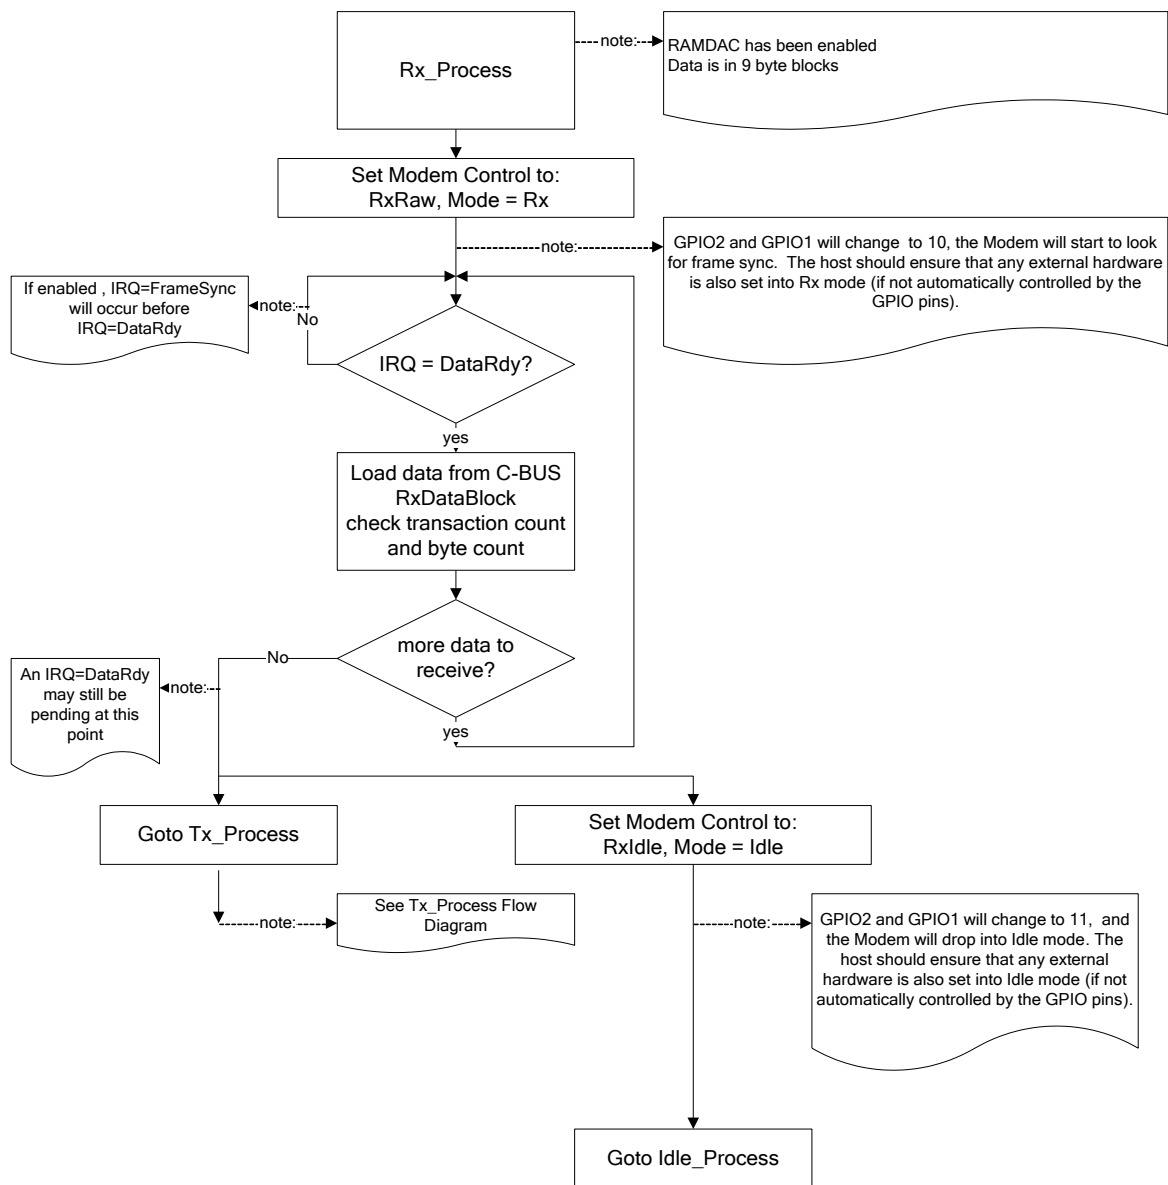 Rx_Process
note:
RAMDAC has been enabled
Data is in 9 byte blocks
Set Modem Control to:
RxRaw, Mode = Rx
note:
GPIO2 and GPIO1 will change to 10, the Modem will start to look
for frame sync. The host should ensure that any external hardware
is also set into Rx mode (if not automatically controlled by the
GPIO pins).
If enabled , IRQ=FrameSync
will occur before
IRQ=DataRdy
note:
No
IRQ = DataRdy?
yes
Load data from C-BUS
RxDataBlock
check transaction count
and byte count
more data to
receive?
No
yes
An IRQ=DataRdy
may still be
pending at this
point
note:
Goto Tx_Process
Set Modem Control to:
RxIdle, Mode = Idle
note:
See Tx_Process Flow
Diagram
note:
GPIO2 and GPIO1 will change to 11, and
the Modem will drop into Idle mode. The
host should ensure that any external
hardware is also set into Idle mode (if not
automatically controlled by the GPIO pins).
Goto Idle_Process